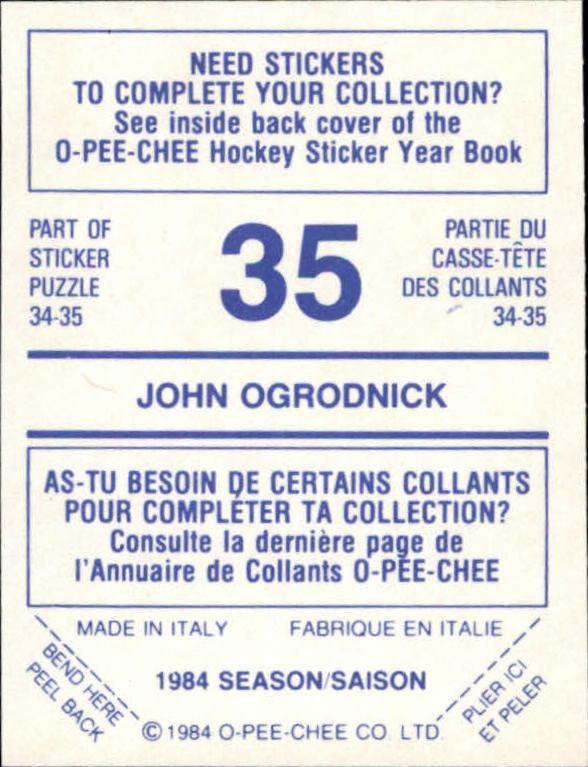 NEED STICKERS
TO COMPLETE YOUR COLLECTION?
See inside back cover of the
O-PEE-CHEE Hockey Sticker Year Book
PART OF
STICKER
PUZZLE
34-35
35
PARTIE DU
CASSE-TÊTE
DES COLLANTS
34-35
JOHN OGRODNICK
AS-TU BESOIN DE CERTAINS COLLANTS
POUR COMPLÉTER TA COLLECTION?
Consulte la dernière page de
l'Annuaire de Collants O-PEE-CHEE
MADE IN ITALY FABRIQUE EN ITALIE
BEND HERE
PEEL BACK
1984 SEASON/SAISON
PLIER ICI
ET PELER
© 1984 O-PEE-CHEE CO. LTD.